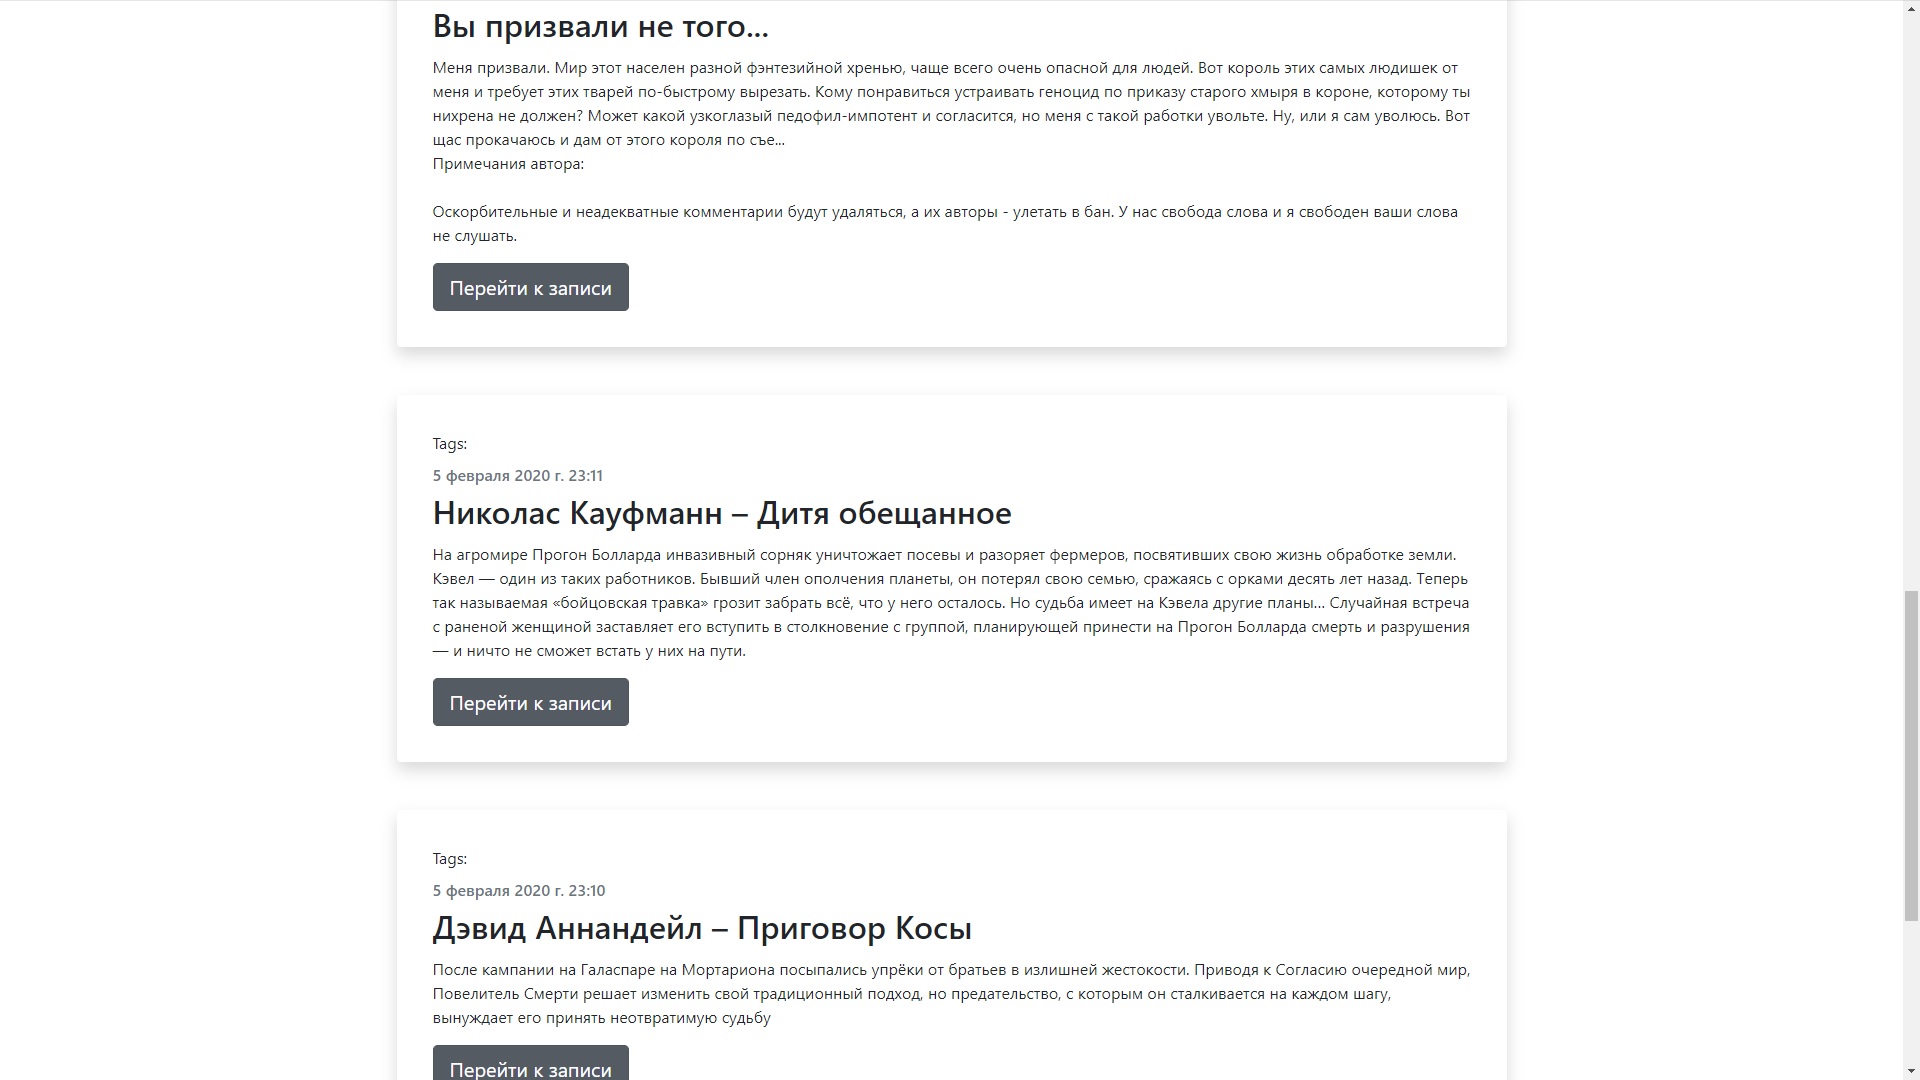 Вы призвали не того...
Меня призвали. Мир этот населен разной фэнтезийной хренью, чаще всего очень опасной для людей. Вот король этих самых людишек от
меня и требует этих тварей по-быстрому вырезать. Кому понравиться устраивать геноцид по приказу старого хмыря в короне, которому ты
нихрена не должен? Может какой узкоглазый педофил-импотент и согласится, но меня с такой работки увольте. Ну, или я сам уволюсь. Вот
щас прокачаюсь и дам от этого короля по съе...
Примечания автора:
Оскорбительные и неадекватные комментарии будут удаляться, а их авторы - улетать в бан. У нас свобода слова и я свободен ваши слова
не слушать.
Перейти к записи
Tags:
5 февраля 2020 г. 23:11
Николас Кауфманн – Дитя обещанное
На агромире Прогон Болларда инвазивный сорняк уничтожает посевы и разоряет фермеров, посвятивших свою жизнь обработке земли.
Кэвел — один из таких работников. Бывший член ополчения планеты, он потерял свою семью, сражаясь с орками десять лет назад. Теперь
так называемая «бойцовская травка» грозит забрать всё, что у него осталось. Но судьба имеет на Кэвела другие планы… Случайная встреча
с раненой женщиной заставляет его вступить в столкновение с группой, планирующей принести на Прогон Болларда смерть и разрушения
— и ничто не сможет встать у них на пути.
Перейти к записи
Tags:
5 февраля 2020 г. 23:10
Дэвид Аннандейл – Приговор Косы
После кампании на Галаспаре на Мортариона посыпались упрёки от братьев в излишней жестокости. Приводя к Согласию очередной мир,
Повелитель Смерти решает изменить свой традиционный подход, но предательство, с которым он сталкивается на каждом шагу,
вынуждает его принять неотвратимую судьбу
Перейти к записи